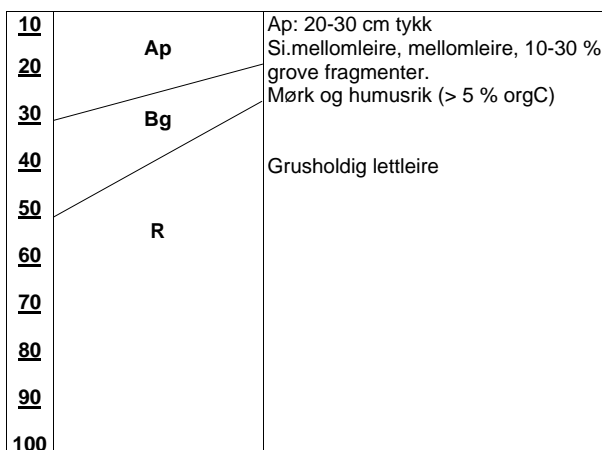 10
20
30
40
50
60
70
80
90
100
Ap
Bg
R
Ap: 20-30 cm tykk
Si.mellomleire, mellomleire, 10-30 %
grove fragmenter.
Mørk og humusrik (> 5 % orgC)
Grusholdig lettleire